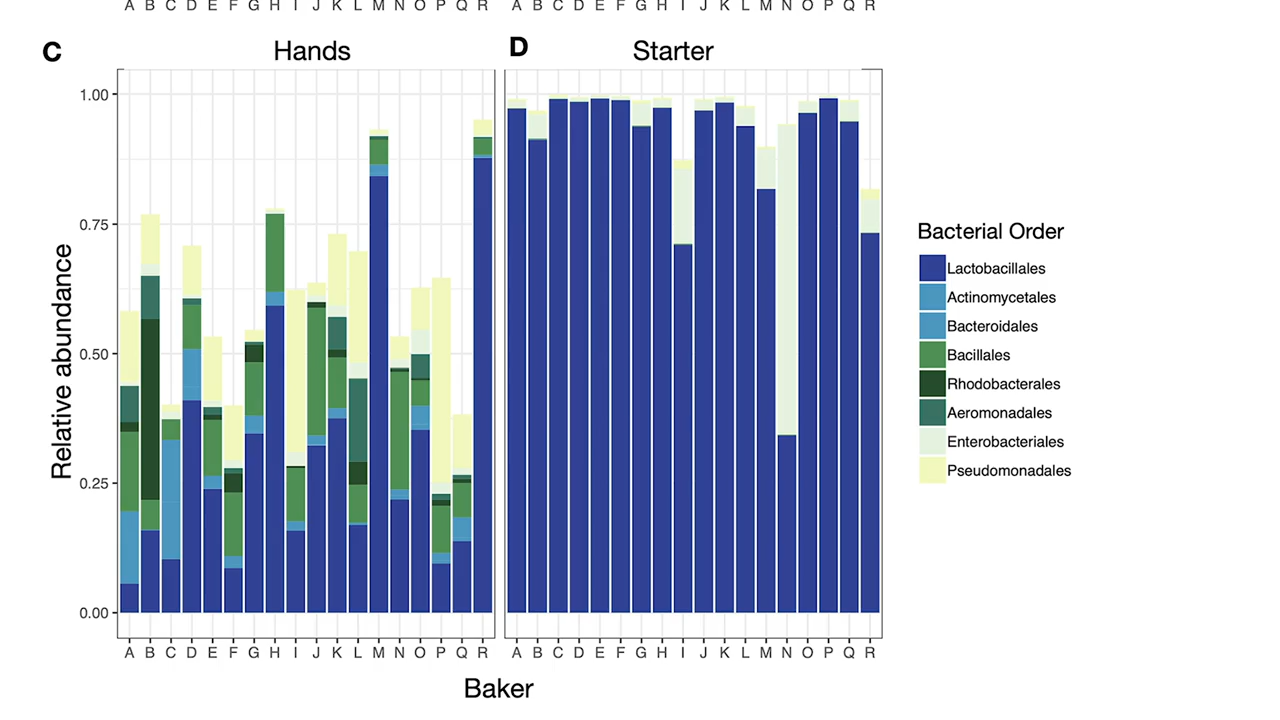 A B C D E F G H I J K L M N O P Q R A B C D E F G H I J K L M N O P Q R
C Hands D Starter
1.00
0.75
0.50
0.25
0.00
Relative abundance
A B C D E F G H I J K L M N O P Q R A B C D E F G H I J K L M N O P Q R
Baker
Bacterial Order
Lactobacillales
Actinomycetales
Bacteroidales
Bacillales
Rhodobacterales
Aeromonadales
Enterobacteriales
Pseudomonadales